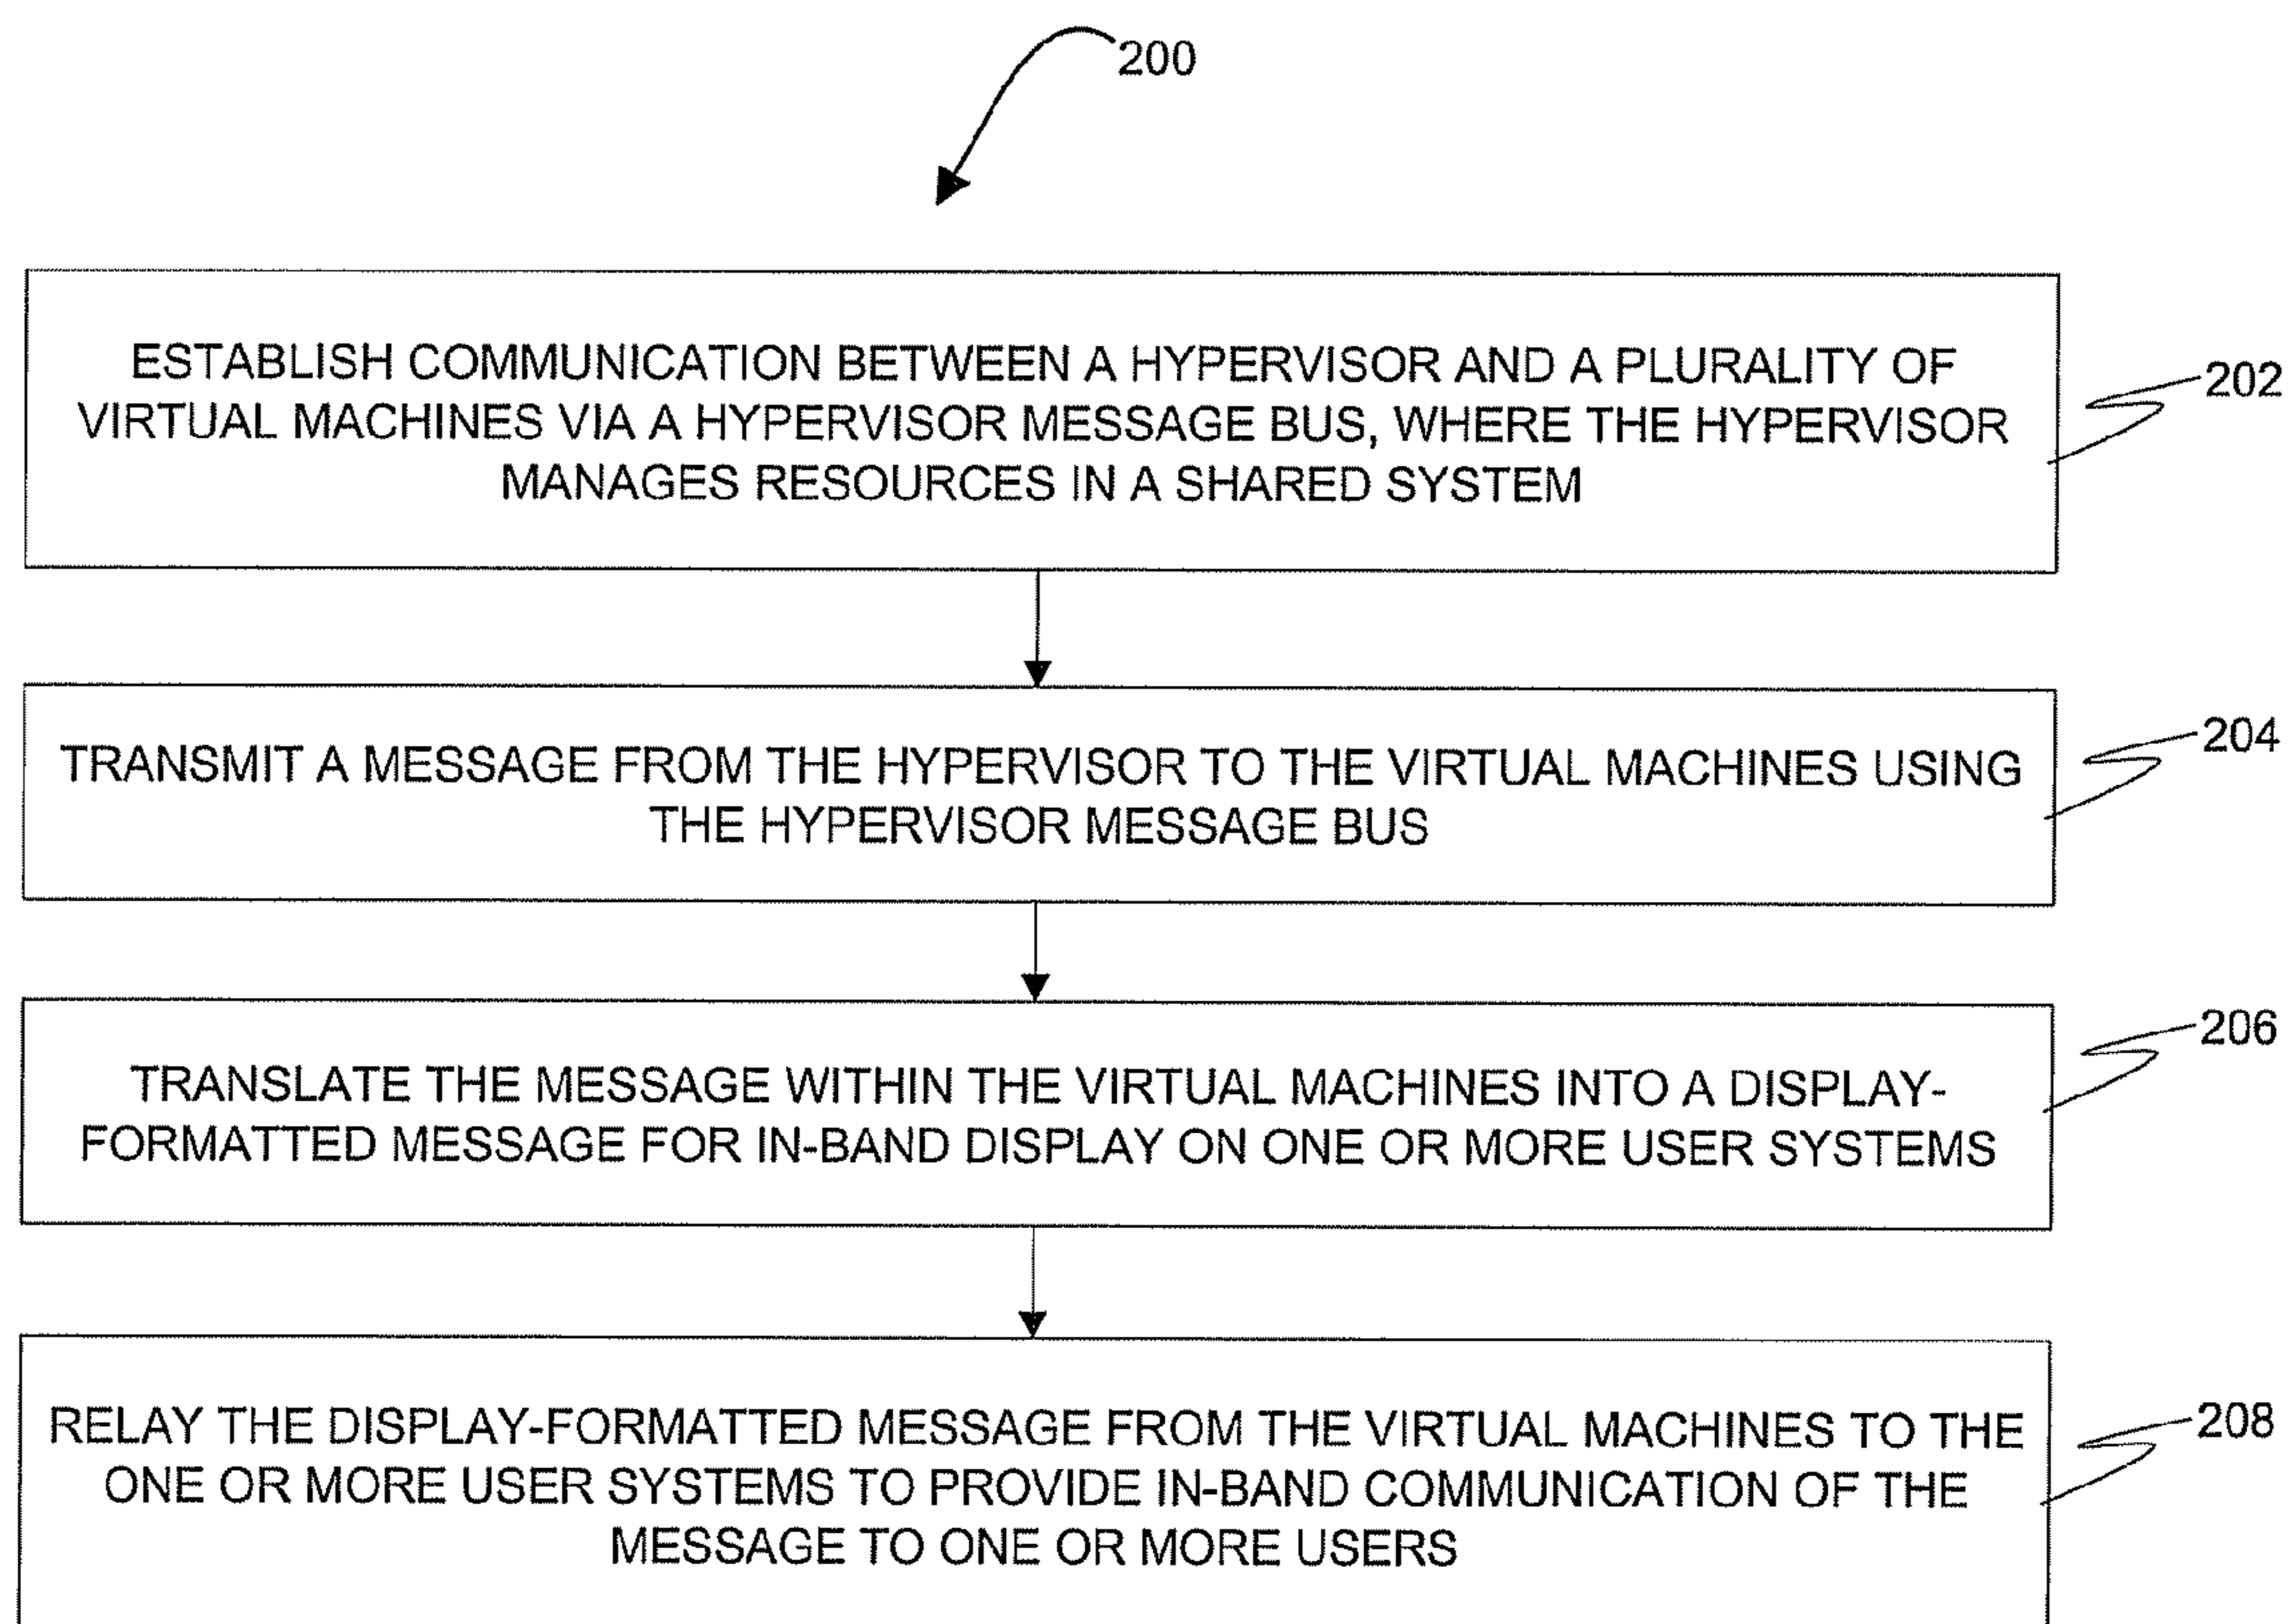 200
ESTABLISH COMMUNICATION BETWEEN A HYPERVISOR AND A PLURALITY OF
VIRTUAL MACHINES VIA A HYPERVISOR MESSAGE BUS, WHERE THE HYPERVISOR
MANAGES RESOURCES IN A SHARED SYSTEM
202
TRANSMIT A MESSAGE FROM THE HYPERVISOR TO THE VIRTUAL MACHINES USING
THE HYPERVISOR MESSAGE BUS
204
TRANSLATE THE MESSAGE WITHIN THE VIRTUAL MACHINES INTO A DISPLAY-
FORMATTED MESSAGE FOR IN-BAND DISPLAY ON ONE OR MORE USER SYSTEMS
206
RELAY THE DISPLAY-FORMATTED MESSAGE FROM THE VIRTUAL MACHINES TO THE
ONE OR MORE USER SYSTEMS TO PROVIDE IN-BAND COMMUNICATION OF THE
MESSAGE TO ONE OR MORE USERS
208